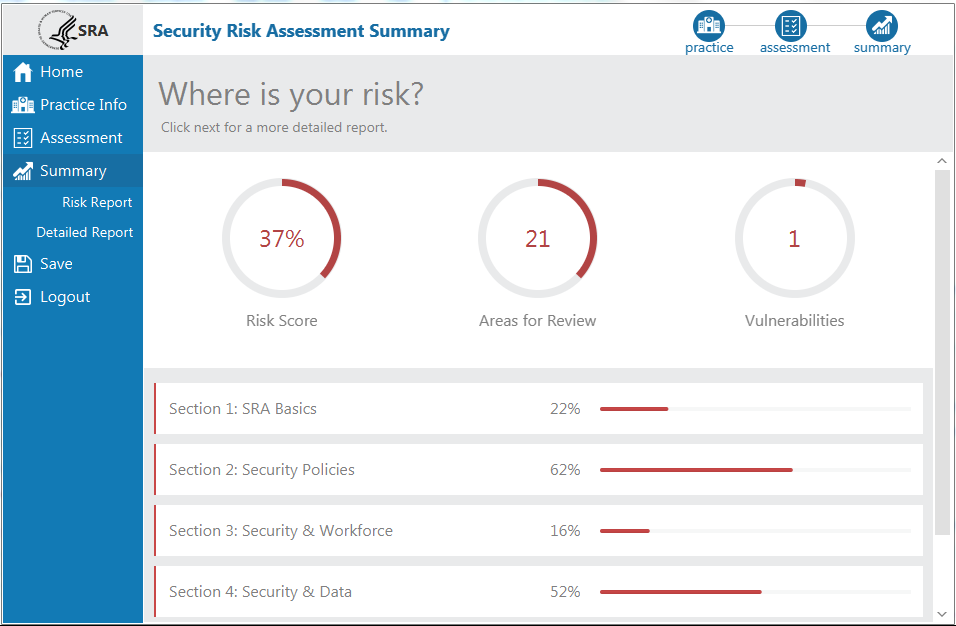 SRA
Security Risk Assessment Summary
practice
assessment
summary
Home
Practice Info
Assessment
Summary
Risk Report
Detailed Report
Save
Logout
Where is your risk?
Click next for a more detailed report.
37%
21
1
Risk Score
Areas for Review
Vulnerabilities
Section 1: SRA Basics 22%
Section 2: Security Policies 62%
Section 3: Security & Workforce 16%
Section 4: Security & Data 52%